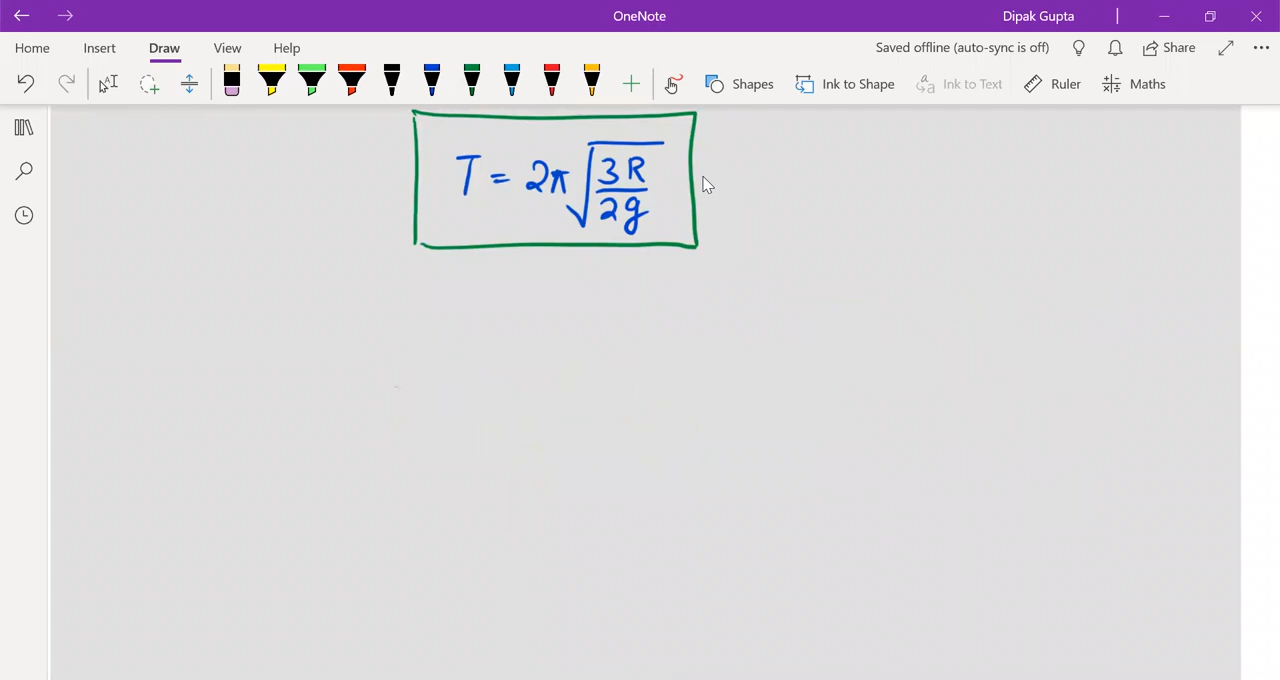 OneNote
Dipak Gupta
Home Insert Draw View Help
Saved offline (auto-sync is off)
Share
Shapes
Ink to Shape
Ink to Text
Ruler
Maths
T = 2π √(3R/2g)